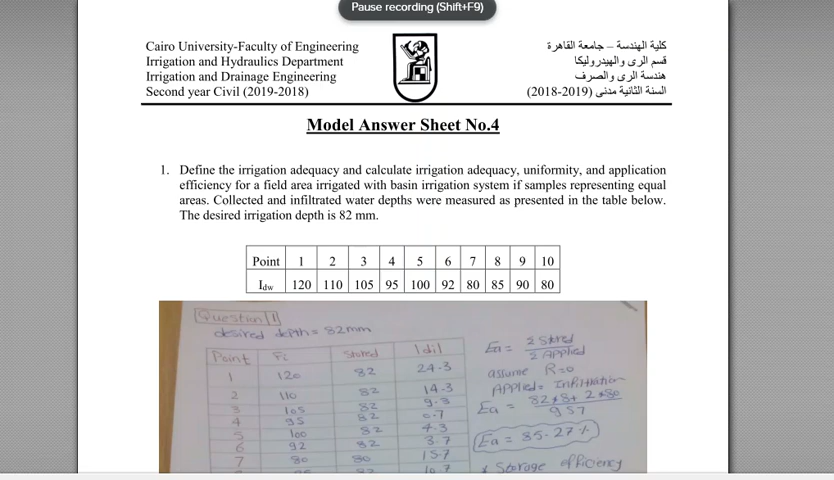 Pause recording (Shift+F9)
Cairo University-Faculty of Engineering
Irrigation and Hydraulics Department
Irrigation and Drainage Engineering
Second year Civil (2019-2018)
كلية الهندسة – جامعة القاهرة
قسم الرى والهيدروليكا
هندسة الرى والصرف
السنة الثانية مدنى (2019-2018)
Model Answer Sheet No.4
1. Define the irrigation adequacy and calculate irrigation adequacy, uniformity, and application
efficiency for a field area irrigated with basin irrigation system if samples representing equal
areas. Collected and infiltrated water depths were measured as presented in the table below.
The desired irrigation depth is 82 mm.
Point 1 2 3 4 5 6 7 8 9 10
Idw 120 110 105 95 100 92 80 85 90 80
Question 1
desired depth = 82mm
Point Fi Stored |di|
1 120 82 24.3
2 110 82 14.3
3 105 82 9.3
4 95 82 0.7
5 100 82 4.3
6 92 82 3.7
7 80 80 15.7
82 10.7
Ea = Σ Stored / Σ Applied
assume R=0
Applied = Infiltration
Ea = 82*8+ 2*80 / 957
Ea = 85.27 %
* Storage efficiency